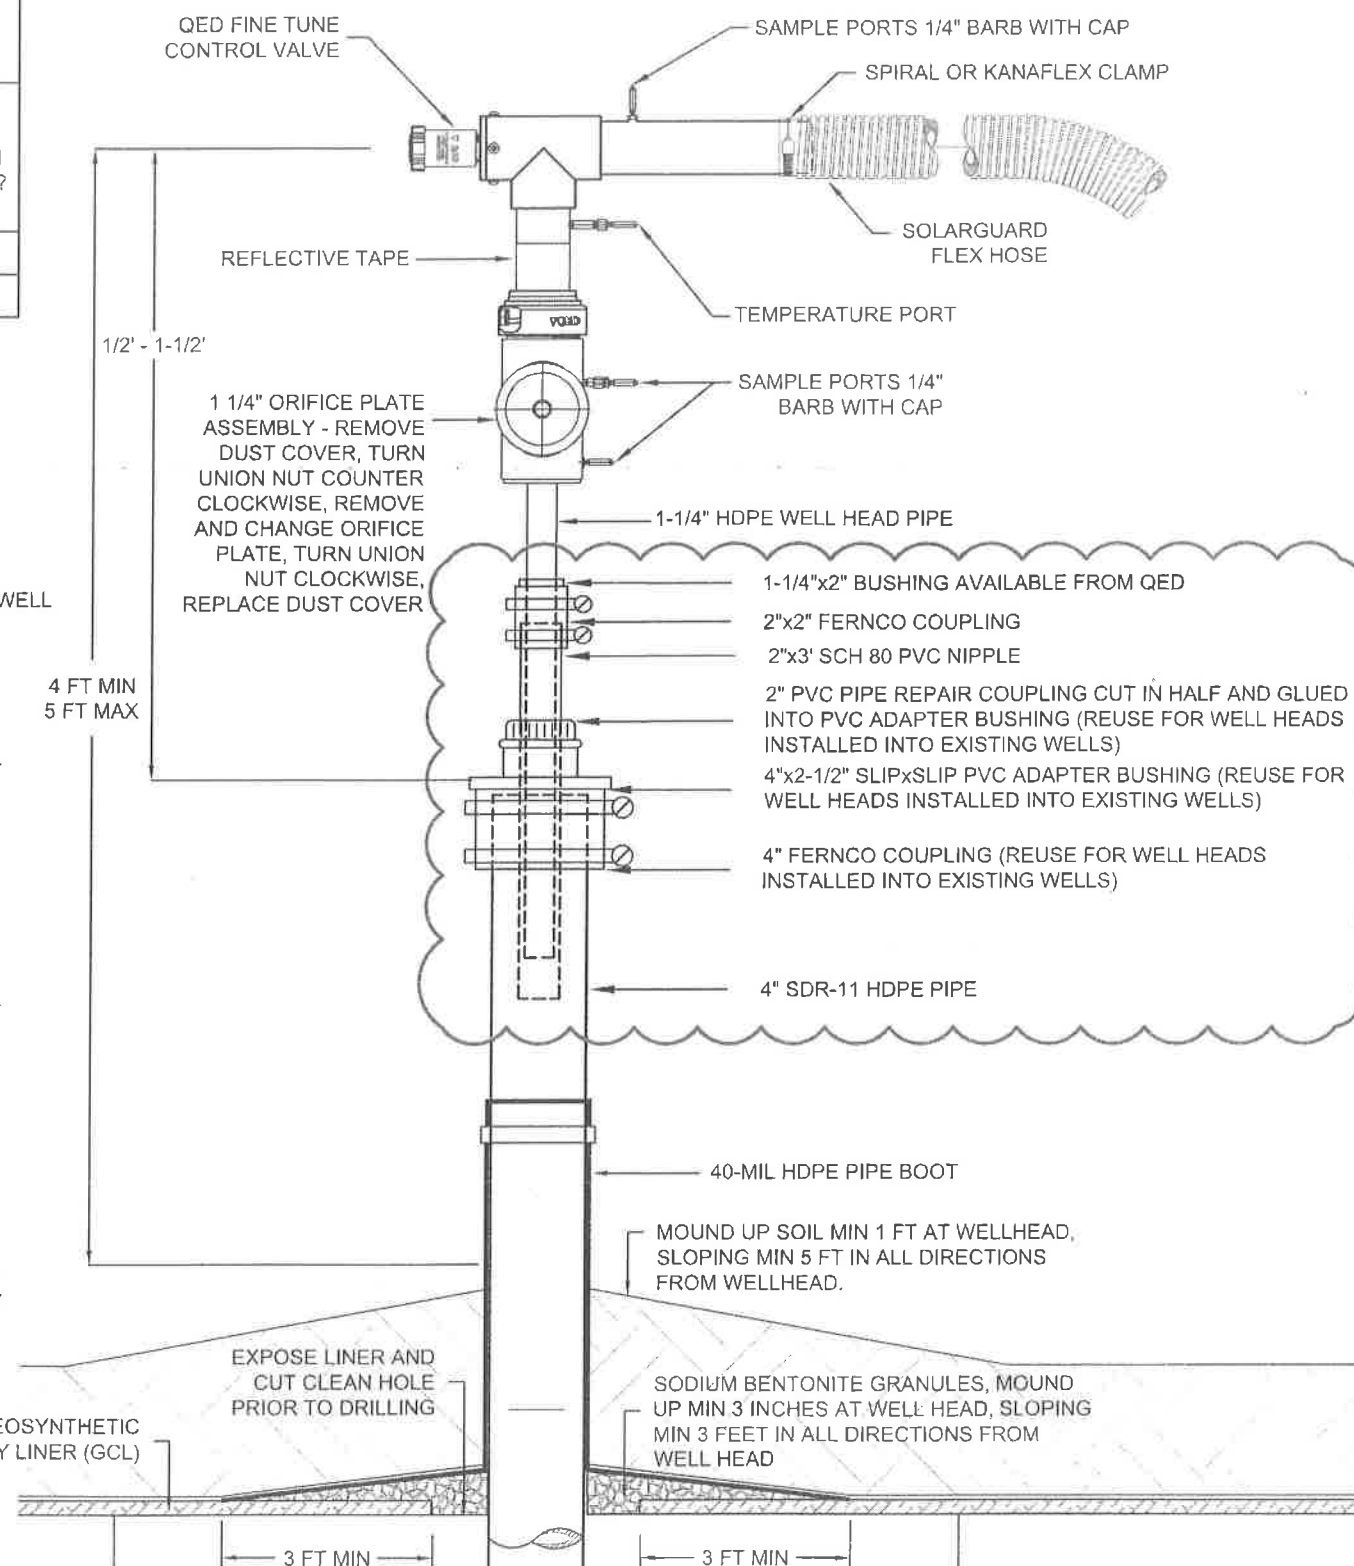 QED FINE TUNE
CONTROL VALVE
SAMPLE PORTS 1/4" BARB WITH CAP
SPIRAL OR KANAFLEX CLAMP
?
SOLARGUARD
FLEX HOSE
REFLECTIVE TAPE
TEMPERATURE PORT
1/2' - 1-1/2'
SAMPLE PORTS 1/4"
BARB WITH CAP
1 1/4" ORIFICE PLATE
ASSEMBLY - REMOVE
DUST COVER, TURN
UNION NUT COUNTER
CLOCKWISE, REMOVE
AND CHANGE ORIFICE
PLATE, TURN UNION
NUT CLOCKWISE,
REPLACE DUST COVER
1-1/4" HDPE WELL HEAD PIPE
WELL
1-1/4"x2" BUSHING AVAILABLE FROM QED
2"x2" FERNCO COUPLING
2"x3' SCH 80 PVC NIPPLE
4 FT MIN
5 FT MAX
2" PVC PIPE REPAIR COUPLING CUT IN HALF AND GLUED
INTO PVC ADAPTER BUSHING (REUSE FOR WELL HEADS
INSTALLED INTO EXISTING WELLS)
4"x2-1/2" SLIPxSLIP PVC ADAPTER BUSHING (REUSE FOR
WELL HEADS INSTALLED INTO EXISTING WELLS)
4" FERNCO COUPLING (REUSE FOR WELL HEADS
INSTALLED INTO EXISTING WELLS)
4" SDR-11 HDPE PIPE
40-MIL HDPE PIPE BOOT
MOUND UP SOIL MIN 1 FT AT WELLHEAD,
SLOPING MIN 5 FT IN ALL DIRECTIONS
FROM WELLHEAD.
EXPOSE LINER AND
CUT CLEAN HOLE
PRIOR TO DRILLING
SODIUM BENTONITE GRANULES, MOUND
UP MIN 3 INCHES AT WELL HEAD, SLOPING
MIN 3 FEET IN ALL DIRECTIONS FROM
WELL HEAD
EOSYNTHETIC
Y LINER (GCL)
3 FT MIN
3 FT MIN